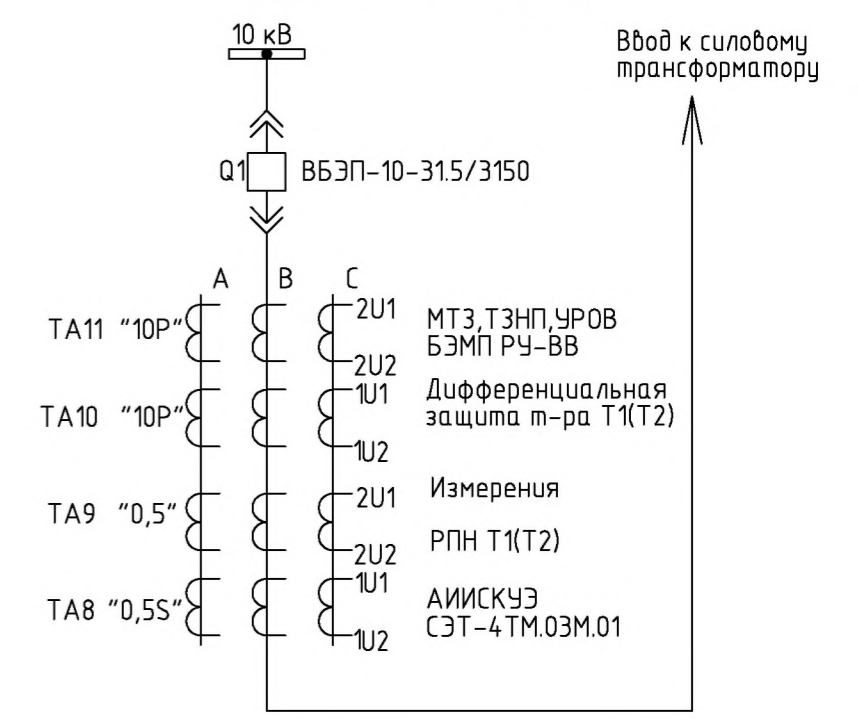 10 кВ
Ввод к силовому
трансформатору
Q1
ВБЭП-10-31.5/3150
A B C
TA11 "10P"
2U1
2U2
МТЗ,ТЗНП,УРОВ
БЭМП РУ-ВВ
TA10 "10P"
1U1
1U2
Дифференциальная
защита т-ра Т1(Т2)
TA9 "0,5"
2U1
2U2
Измерения
РПН Т1(Т2)
TA8 "0,5S"
1U1
1U2
АИИСКУЭ
СЭТ-4ТМ.03М.01